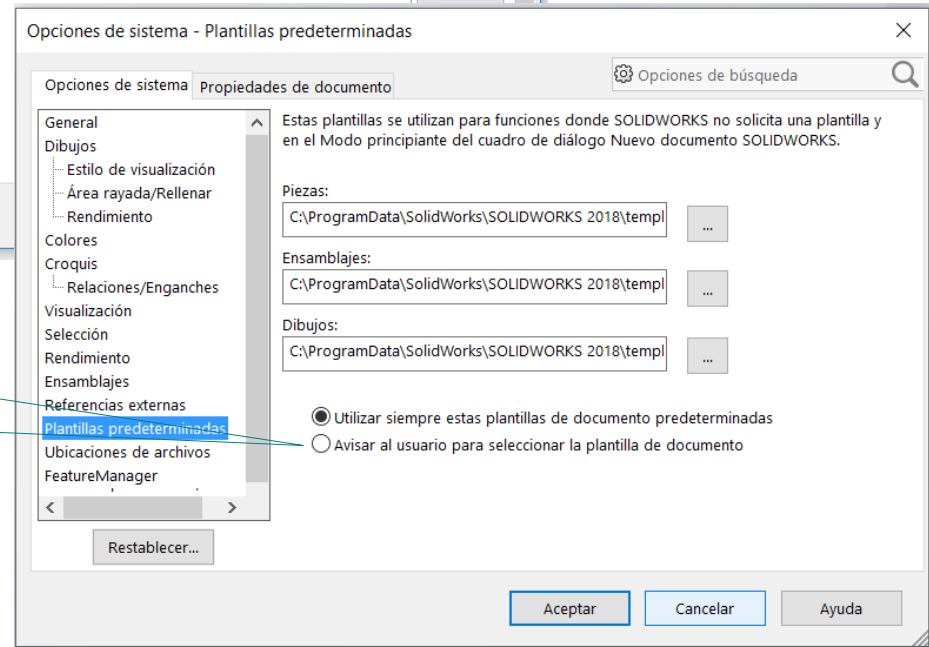 Opciones de sistema - Plantillas predeterminadas
Opciones de sistema
Propiedades de documento
Opciones de búsqueda
General
Dibujos
Estilo de visualización
Área rayada/Rellenar
Rendimiento
Colores
Croquis
Relaciones/Enganches
Visualización
Selección
Rendimiento
Ensamblajes
Referencias externas
Plantillas predeterminadas
Ubicaciones de archivos
FeatureManager
Restablecer...
Estas plantillas se utilizan para funciones donde SOLIDWORKS no solicita una plantilla y
en el Modo principiante del cuadro de diálogo Nuevo documento SOLIDWORKS.
Piezas:
C:\ProgramData\SolidWorks\SOLIDWORKS 2018\templ
...
Ensamblajes:
C:\ProgramData\SolidWorks\SOLIDWORKS 2018\templ
...
Dibujos:
C:\ProgramData\SolidWorks\SOLIDWORKS 2018\templ
...
Utilizar siempre estas plantillas de documento predeterminadas
Avisar al usuario para seleccionar la plantilla de documento
Aceptar
Cancelar
Ayuda